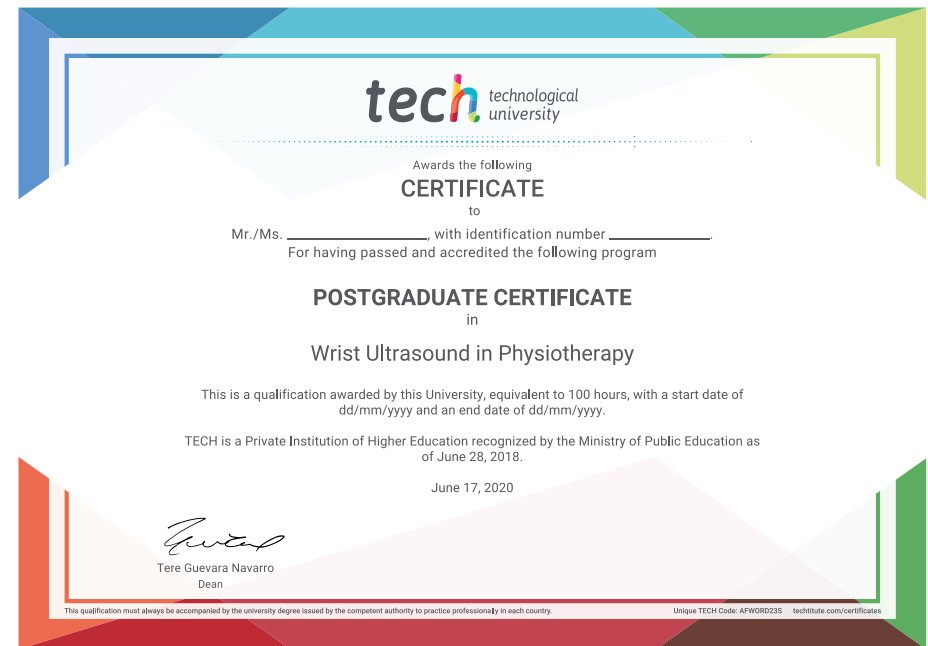 tech technological
university
Awards the following
CERTIFICATE
to
Mr./Ms. ____________, with identification number ____________.
For having passed and accredited the following program
POSTGRADUATE CERTIFICATE
in
Wrist Ultrasound in Physiotherapy
This is a qualification awarded by this University, equivalent to 100 hours, with a start date of
dd/mm/yyyy and an end date of dd/mm/yyyy.
TECH is a Private Institution of Higher Education recognized by the Ministry of Public Education as
of June 28, 2018.
June 17, 2020
Tere Guevara Navarro
Dean
This qualification must always be accompanied by the university degree issued by the competent authority to practice professionally in each country. Unique TECH Code: AFWORD23S techtitute.com/certificates